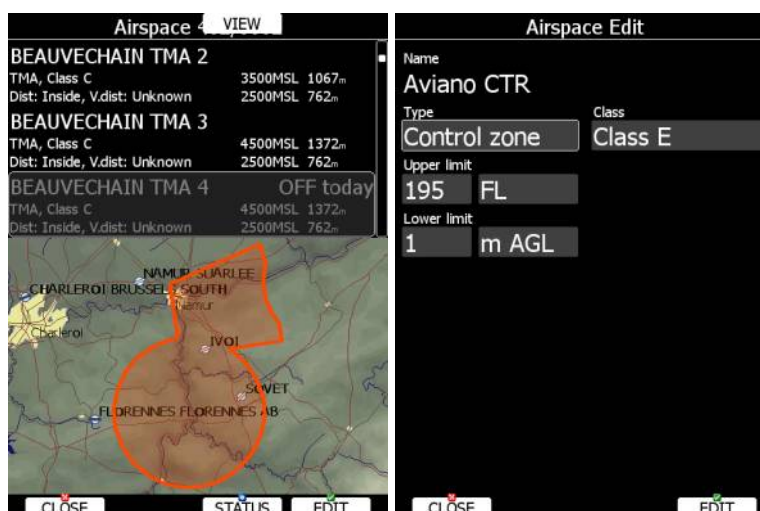 Airspace
VIEW
BEAUVECHAIN TMA 2
TMA, Class C 3500MSL 1067m
Dist: Inside, V.dist: Unknown 2500MSL 762m
BEAUVECHAIN TMA 3
TMA, Class C 4500MSL 1372m
Dist: Inside, V.dist: Unknown 2500MSL 762m
BEAUVECHAIN TMA 4 OFF today
TMA, Class C 4500MSL 1372m
Dist: Inside, V.dist: Unknown 2500MSL 762m
NAMUR SUARLEE
CHARLEROI BRUSSELS SOUTH
Namur
Charleroi
IVOI
SOVET
FLORENNES FLORENNES AB
CLOSE STATUS EDIT
Airspace Edit
Name
Aviano CTR
Type Class
Control zone Class E
Upper limit
195 FL
Lower limit
1 m AGL
CLOSE EDIT